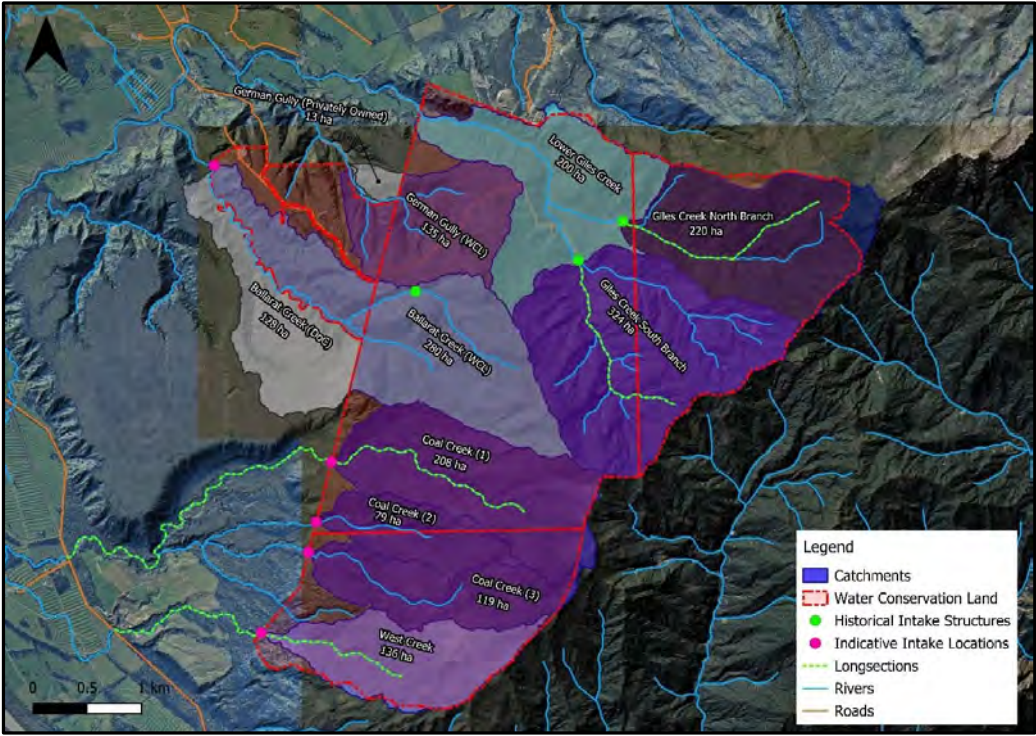 German Gully (Privately Owned)
13 ha
Lower Giles Creek
200 ha
Giles Creek North Branch
220 ha
German Gully (WCL)
135 ha
Giles Creek South Branch
324 ha
Ballarat Creek (DoC)
128 ha
Ballarat Creek (WCL)
280 ha
Coal Creek (1)
208 ha
Coal Creek (2)
79 ha
Coal Creek (3)
119 ha
West Creek
136 ha
0 0.5 1 km
Legend
Catchments
Water Conservation Land
Historical Intake Structures
Indicative Intake Locations
Longsections
Rivers
Roads